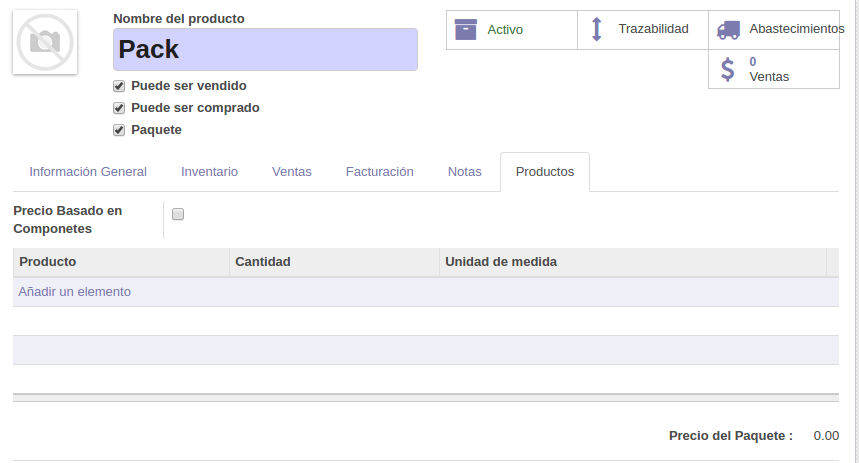 Nombre del producto
Pack
Puede ser vendido
Puede ser comprado
Paquete
Activo
Trazabilidad
Abastecimientos
0
Ventas
Información General Inventario Ventas Facturación Notas Productos
Precio Basado en
Componetes
Producto Cantidad Unidad de medida
Añadir un elemento
Precio del Paquete : 0.00